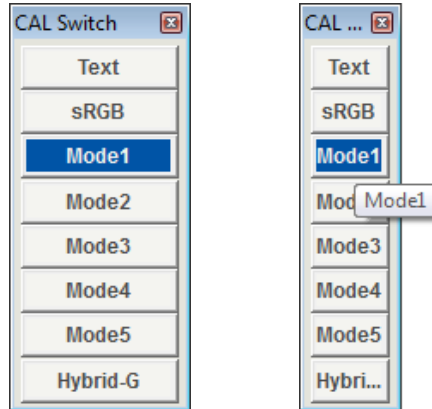 CAL Switch
Text
sRGB
Mode1
Mode2
Mode3
Mode4
Mode5
Hybrid-G
CAL ...
Text
sRGB
Mode1
Mod
Mode1
Mode3
Mode4
Mode5
Hybri...